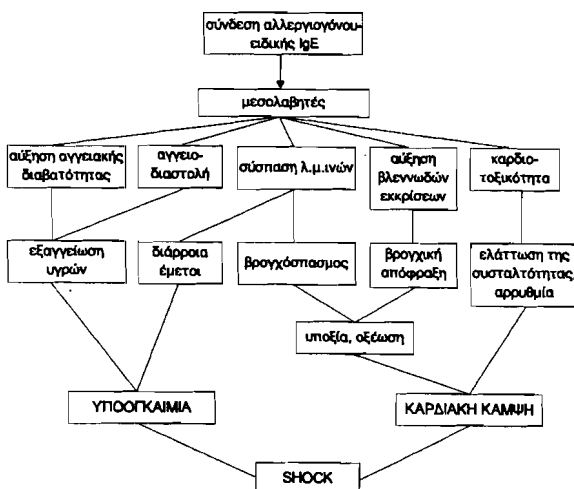 σύνδεση αλλεργιογόνου-
ειδικής IgE
μεσολαβητές
αύξηση αγγειακής
διαβατότητας
αγγειο-
διαστολή
σύσπαση λ.μ.ινών
αύξηση
βλεννωδών
εκκρίσεων
καρδιο-
τοξικότητα
εξαγγείωση
υγρών
διάρροια
έμετοι
βρογχόσπασμος
βρογχική
απόφραξη
ελάττωση της
συσταλτότητας,
αρρυθμία
υποξία, οξέωση
ΥΠΟΟΓΚΑΙΜΙΑ
ΚΑΡΔΙΑΚΗ ΚΑΜΨΗ
SHOCK